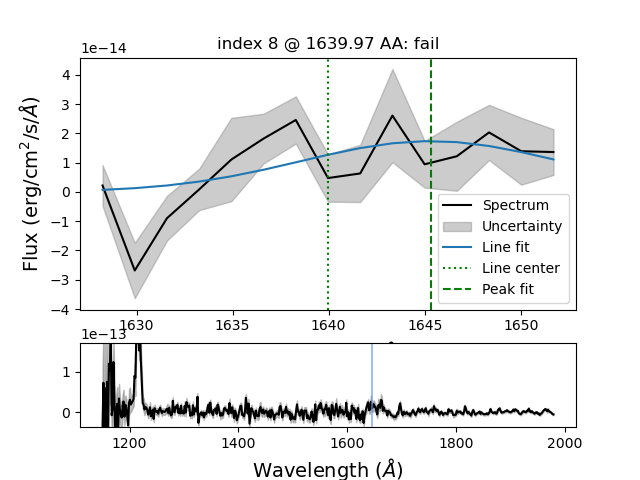 index 8 @ 1639.97 AA: fail
1e−14
4
3
2
1
0
−1
−2
−3
−4
Flux (erg/cm²/s/Å)
Spectrum
Uncertainty
Line fit
Line center
Peak fit
1630 1635 1640 1645 1650
1e−13
1
0
1200 1400 1600 1800 2000
Wavelength (Å)